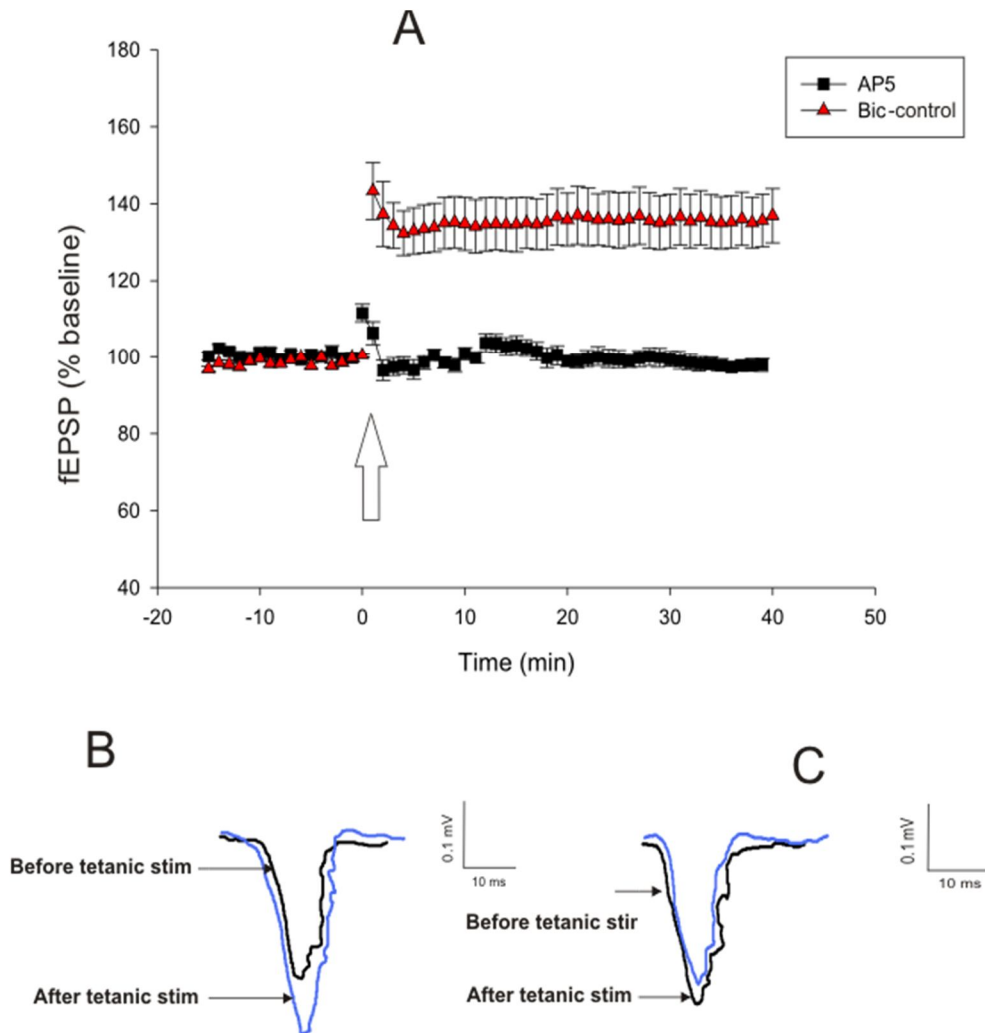 A
180
160
140
120
100
80
60
40
fEPSP (% baseline)
AP5
Bic-control
-20
-10
0
10
20
30
40
50
Time (min)
B
C
Before tetanic stim
After tetanic stim
0.1 mV
10 ms
Before tetanic stir
After tetanic stim
0.1 mV
10 ms